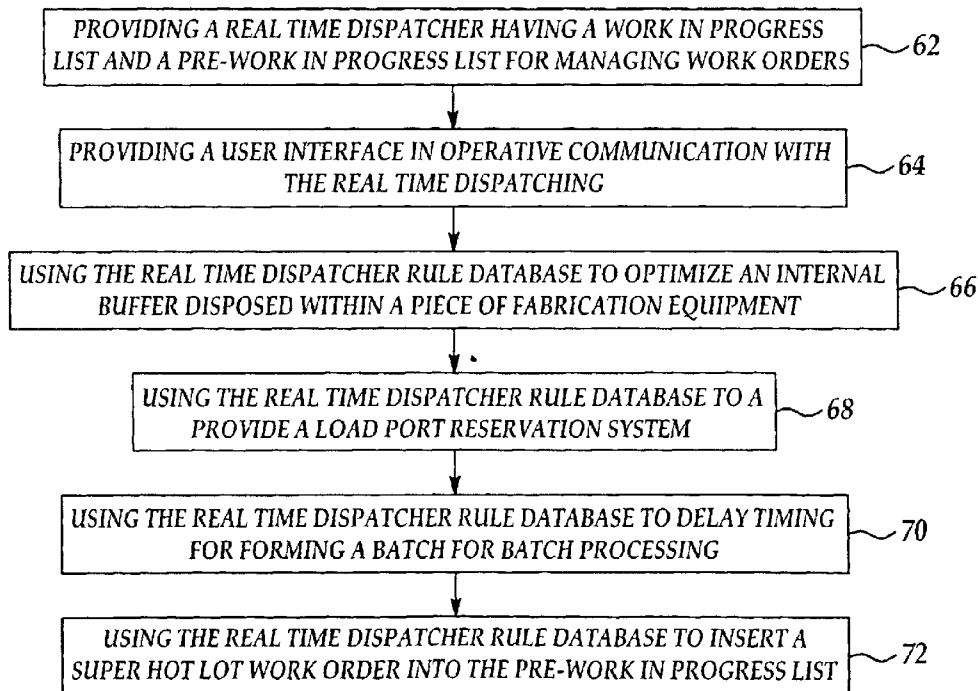 PROVIDING A REAL TIME DISPATCHER HAVING A WORK IN PROGRESS
LIST AND A PRE-WORK IN PROGRESS LIST FOR MANAGING WORK ORDERS
62
PROVIDING A USER INTERFACE IN OPERATIVE COMMUNICATION WITH
THE REAL TIME DISPATCHING
64
USING THE REAL TIME DISPATCHER RULE DATABASE TO OPTIMIZE AN INTERNAL
BUFFER DISPOSED WITHIN A PIECE OF FABRICATION EQUIPMENT
66
USING THE REAL TIME DISPATCHER RULE DATABASE TO A
PROVIDE A LOAD PORT RESERVATION SYSTEM
68
USING THE REAL TIME DISPATCHER RULE DATABASE TO DELAY TIMING
FOR FORMING A BATCH FOR BATCH PROCESSING
70
USING THE REAL TIME DISPATCHER RULE DATABASE TO INSERT A
SUPER HOT LOT WORK ORDER INTO THE PRE-WORK IN PROGRESS LIST
72